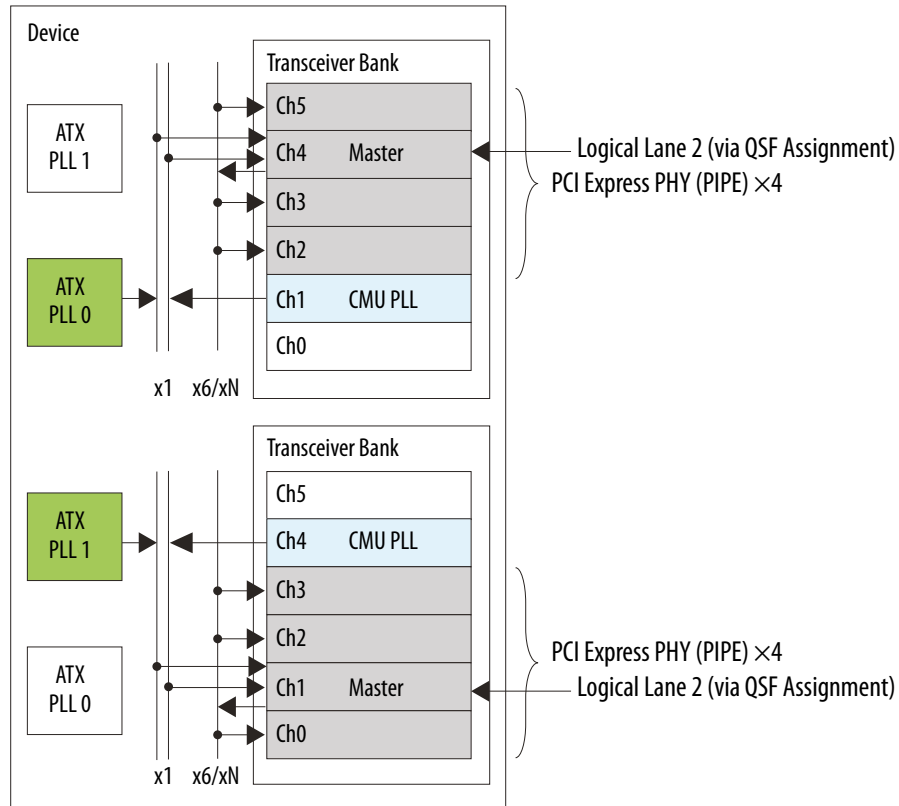 Device
Transceiver Bank
ATX
PLL 1
ATX
PLL 0
Ch5
Ch4 Master
Ch3
Ch2
Ch1 CMU PLL
Ch0
Logical Lane 2 (via QSF Assignment)
PCI Express PHY (PIPE) ×4
x1 x6/xN
Transceiver Bank
ATX
PLL 1
ATX
PLL 0
Ch5
Ch4 CMU PLL
Ch3
Ch2
Ch1 Master
Ch0
PCI Express PHY (PIPE) ×4
Logical Lane 2 (via QSF Assignment)
x1 x6/xN